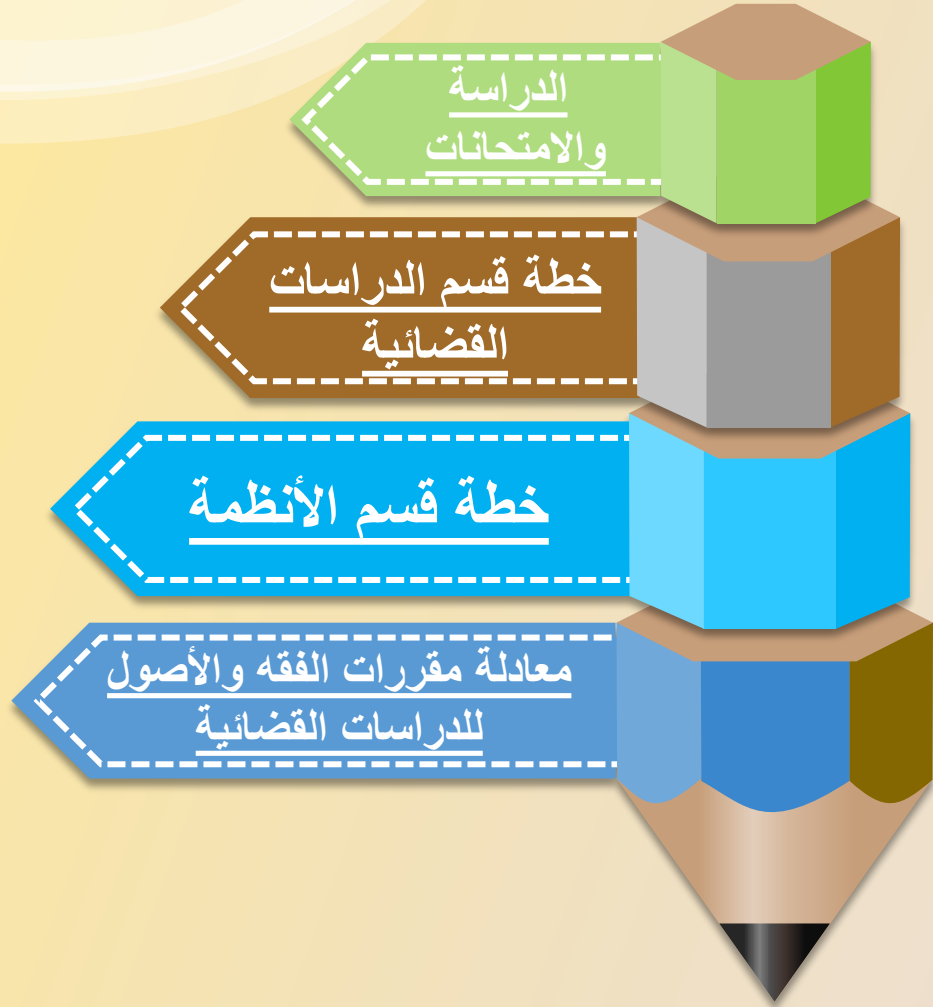 الدراسة
والامتحانات
خطة قسم الدراسات
القضائية
خطة قسم الأنظمة
معادلة مقررات الفقه والأصول
للدراسات القضائية